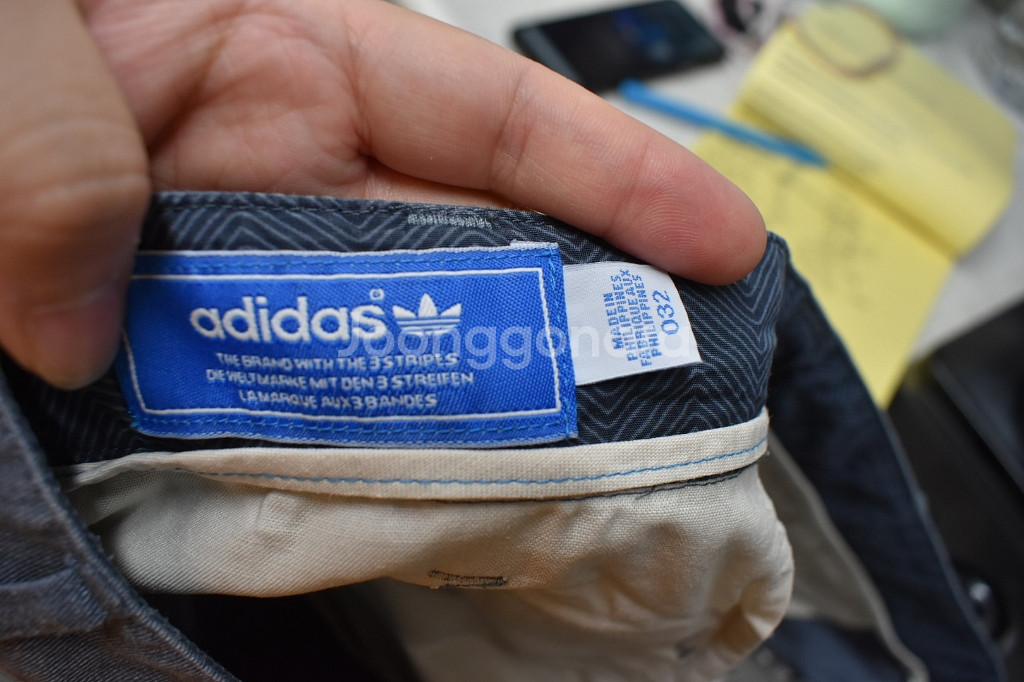 adidas
THE BRAND WITH THE 3 STRIPES
DIE WELTMARKE MIT DEN 3 STREIFEN
LA MARQUE AUX 3 BANDES
MADE IN
PHILIPPINES
FABRIQUE AUX
PHILIPPINES
032